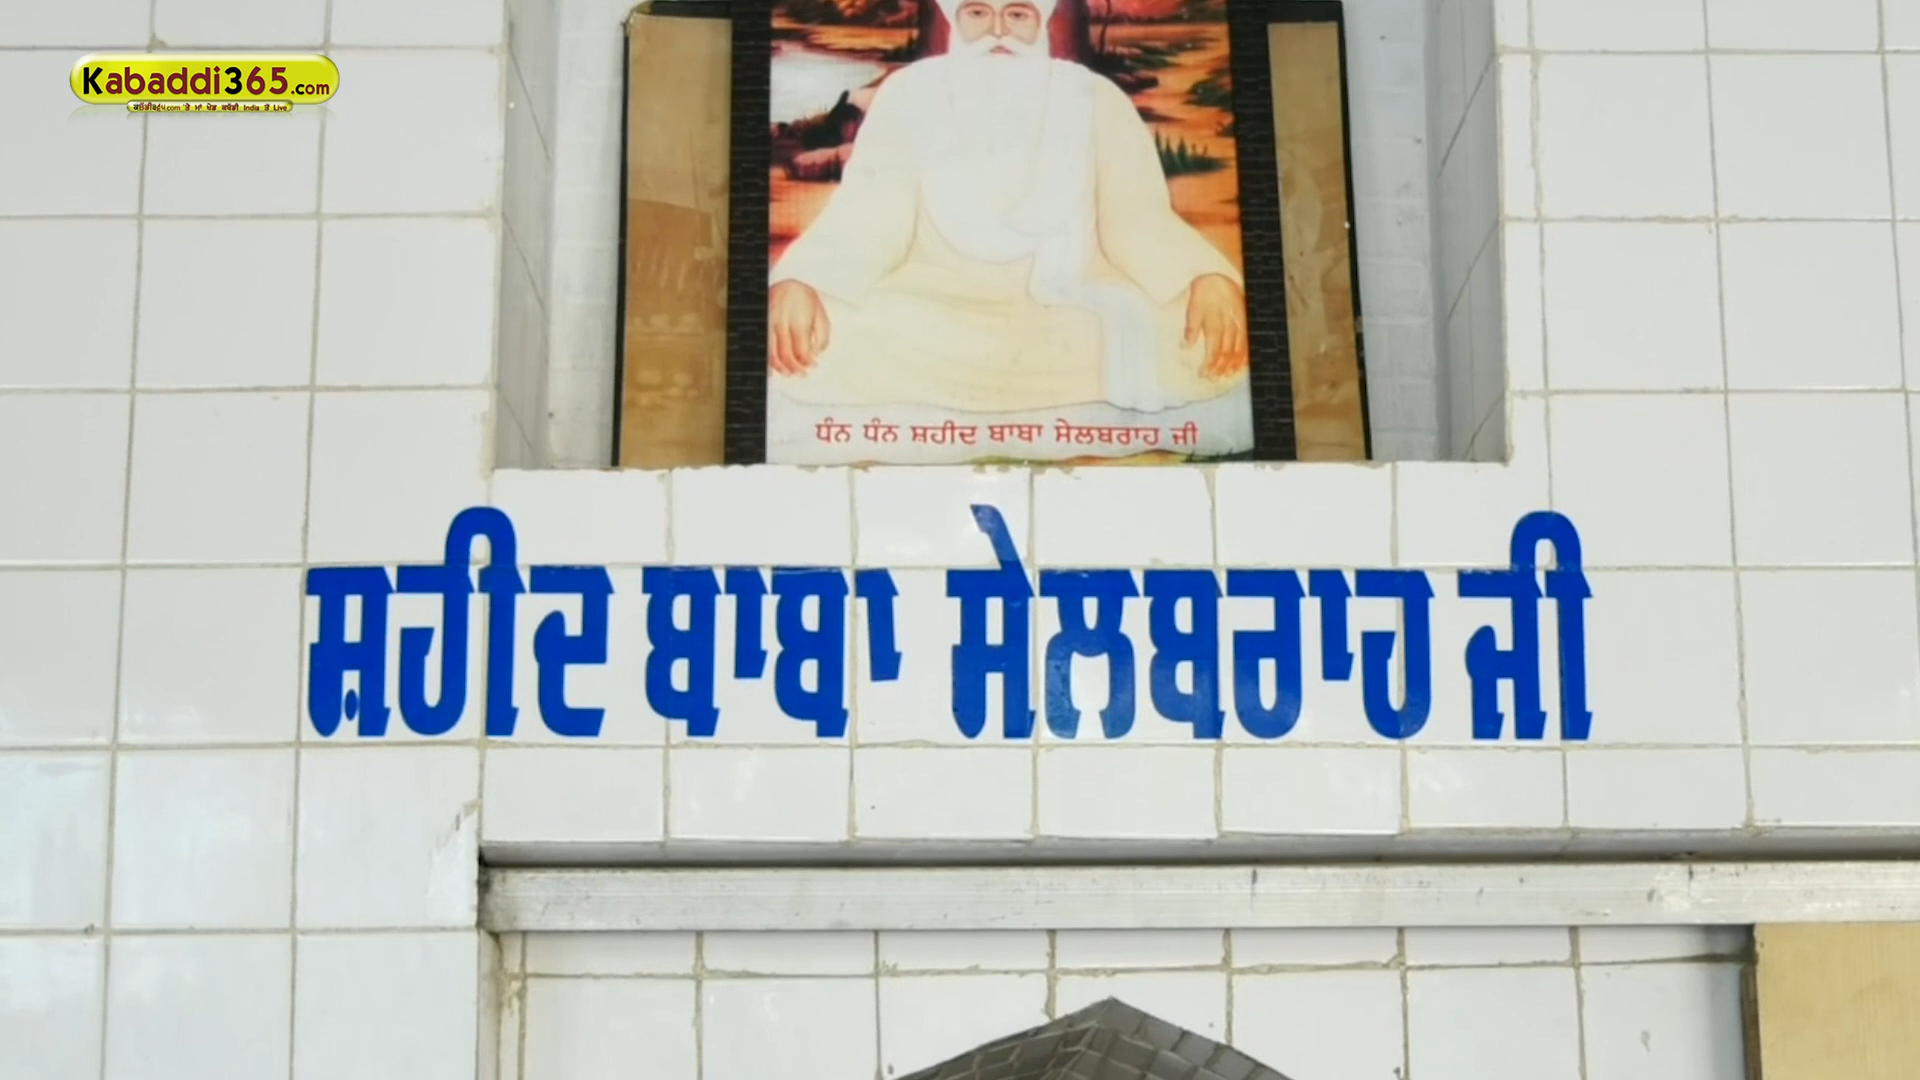 Kabaddi365.com
ਧੰਨ ਧੰਨ ਸ਼ਹੀਦ ਬਾਬਾ ਸੇਲਬਰਾਹ ਜੀ
ਸ਼ਹੀਦ ਬਾਬਾ ਸੇਲਬਰਾਹ ਜੀ